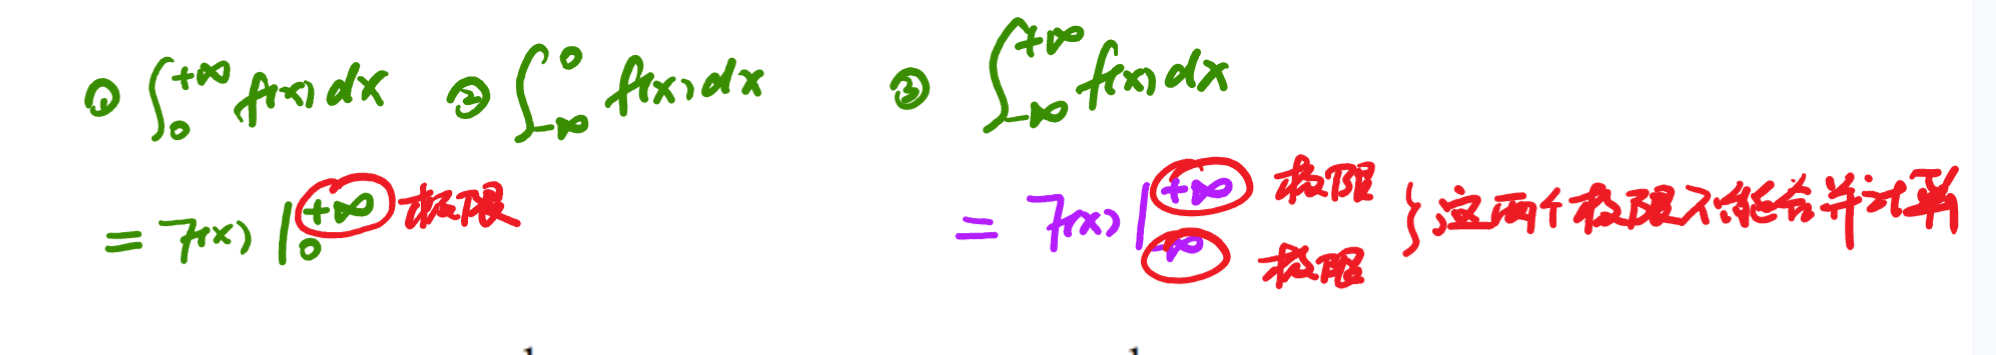 ① ∫₀^{+∞} f(x) dx ② ∫_{-∞}^0 f(x) dx ③ ∫_{-∞}^{+∞} f(x) dx
= F(x) |₀^{+∞} 极限 = F(x) |_{-∞}^{+∞} 极限 极限 } 这两个极限不能合并计算